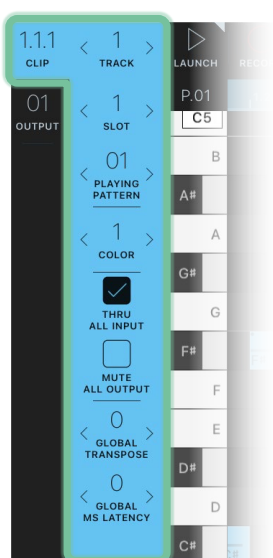 1.1.1
CLIP
01
OUTPUT
< 1 >
TRACK
< 1 >
SLOT
< 01 >
PLAYING
PATTERN
< 1 >
COLOR
THRU
ALL INPUT
MUTE
ALL OUTPUT
< 0 >
GLOBAL
TRANSPOSE
< 0 >
GLOBAL
MS LATENCY
LAUNCH
P.01
C5
B
A#
A
G#
G
F#
F
E
D#
D
C#